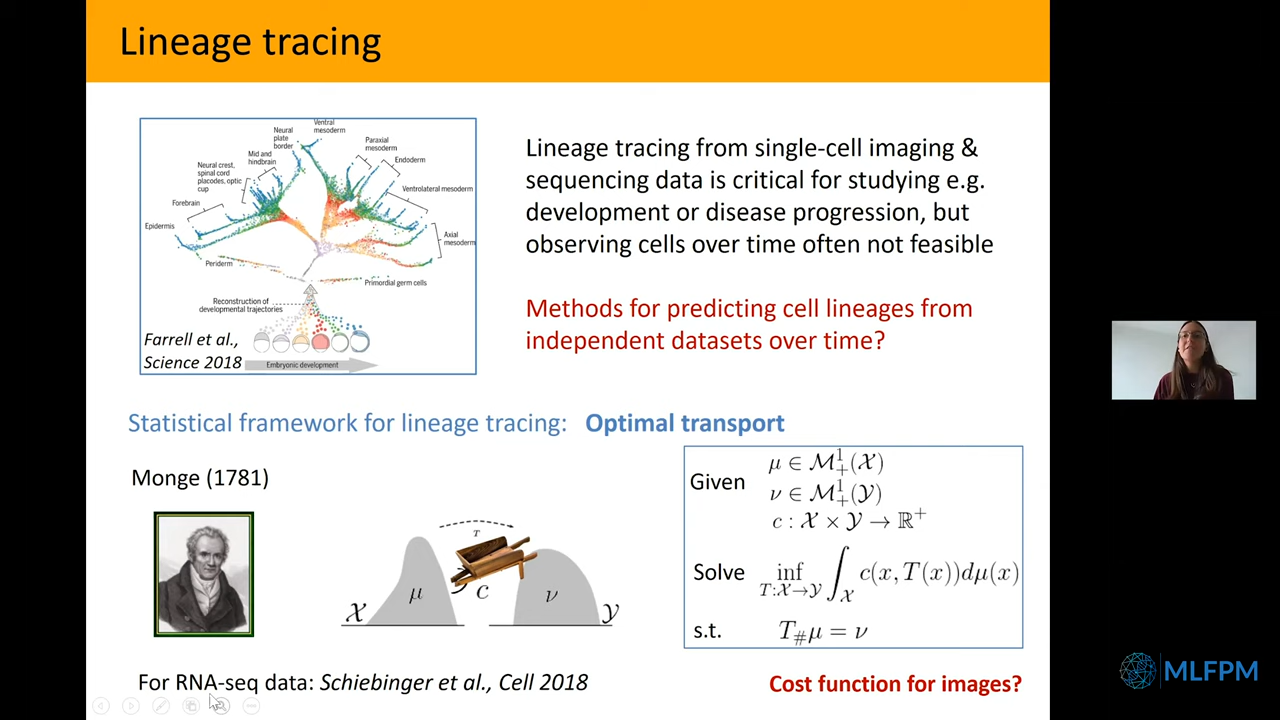 Lineage tracing
Ventral
mesoderm
Neural
plate
border
Paraxial
mesoderm
Mid and
hindbrain
Endoderm
Neural crest,
spinal cord
placodes, optic
cup
Ventrolateral mesoderm
Forebrain
Epidermis
Axial
mesoderm
Periderm
Primordial germ cells
Reconstruction of
developmental trajectories
Farrell et al.,
Science 2018
Embryonic development
Lineage tracing from single-cell imaging &
sequencing data is critical for studying e.g.
development or disease progression, but
observing cells over time often not feasible
Methods for predicting cell lineages from
independent datasets over time?
Statistical framework for lineage tracing: Optimal transport
Monge (1781)
T
μ
c
ν
𝒳
𝒴
Given
μ ∈ ℳ₊¹(𝒳)
ν ∈ ℳ₊¹(𝒴)
c : 𝒳 × 𝒴 → ℝ⁺
Solve inf T:𝒳→𝒴 ∫𝒳 c(x, T(x))dμ(x)
s.t. T#μ = ν
For RNA-seq data: Schiebinger et al., Cell 2018
Cost function for images?
MLFPM